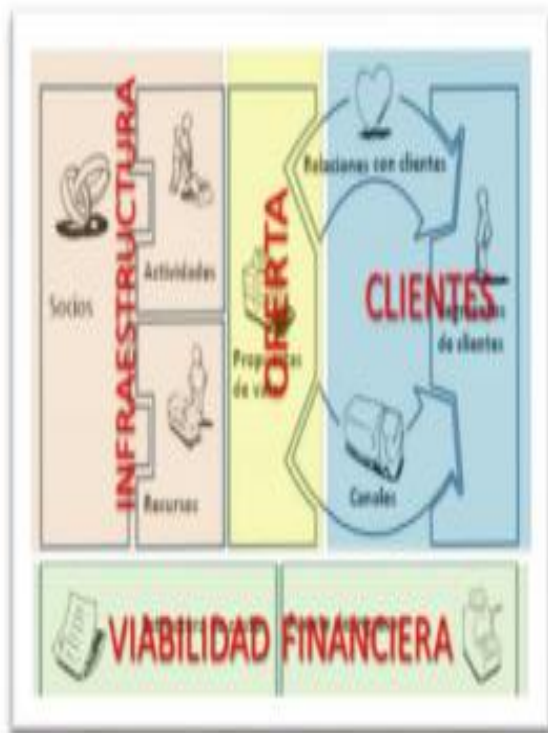 INFRAESTRUCTURA
Socios
Actividades
Recursos
OFERTA
Relaciones con clientes
CLIENTES
de clientes
Canales
VIABILIDAD FINANCIERA